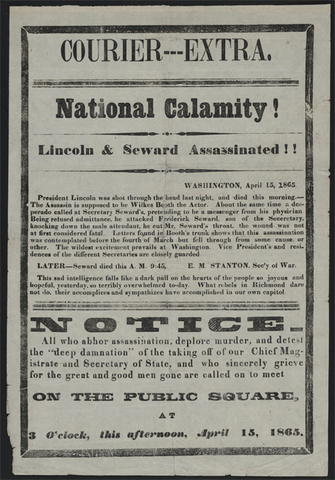 COURIER---EXTRA.
National Calamity!
Lincoln & Seward Assassinated!!
WASHINGTON, April 15, 1865
President Lincoln was shot through the head last night, and died this morning.—
The Assassin is supposed to be Wilkes Booth the Actor. About the same time a des-
perado called at Secretary Seward's, pretending to be a messenger from his physician
Being refused admittance, he attacked Frederick Seward, son of the Secretary,
knocking down the male attendant, he cut Mr. Seward's throat. the wound was not
at first considered fatal. Letters found in Booth's trunk shows that this assassination
was contemplated before the fourth of March but fell through from some cause or
other. The wildest excitement prevails at Washington. Vice President's and resi-
dences of the different Secretaries are closely guarded
LATER—Seward died this A. M. 9:45, E. M. STANTON. Sec'y of War.
This sad intelligence falls like a dark pall on the hearts of the people so joyous and
hopeful, yesterday, so terribly overwhelmed to-day. What rebels in Richmond dare
not do, their accomplices and sympathizers have accomplished in our own capitol.
NOTICE.
All who abhor assassination, deplore murder, and detest
the "deep damnation" of the taking off of our Chief Mag-
istrate and Secretary of State, and who sincerely grieve
for the great and good men gone are called on to meet
ON THE PUBLIC SQUARE,
AT
3 O'clock, this afternoon, April 15, 1865.